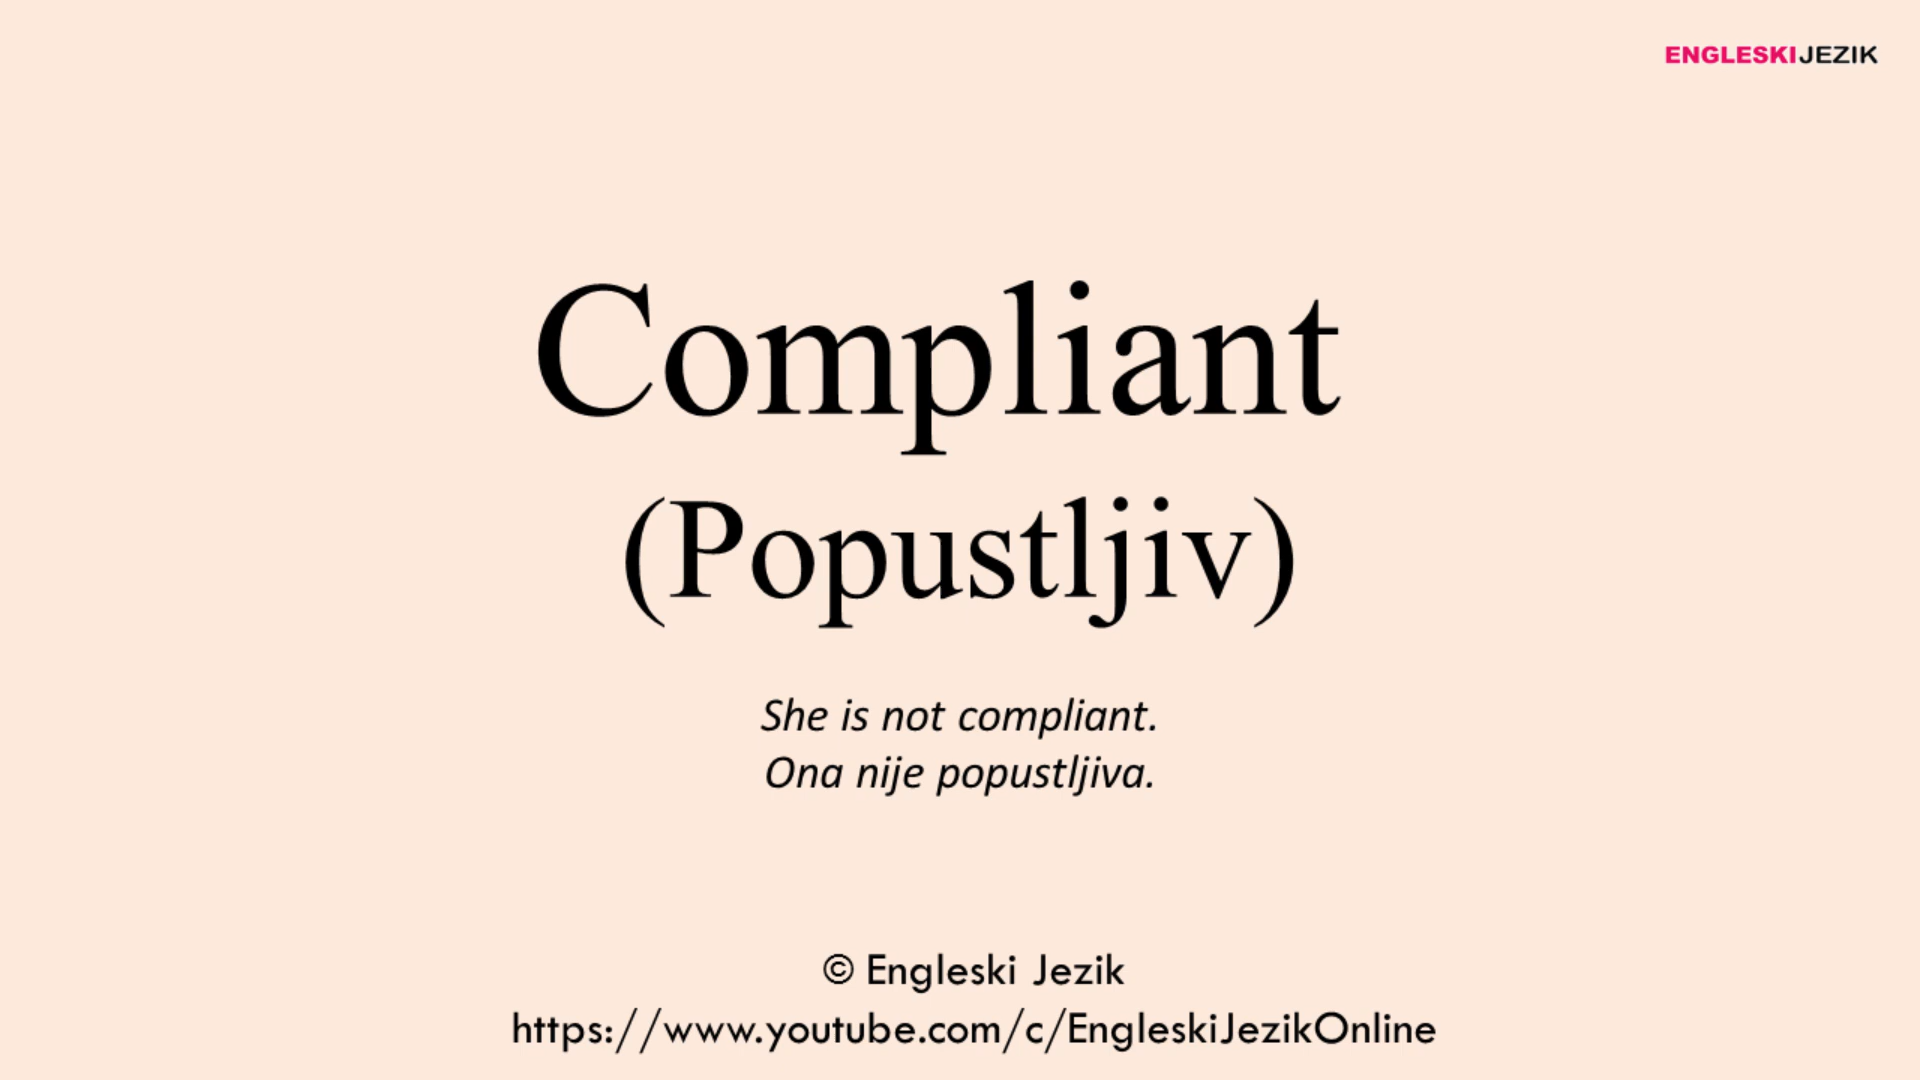 ENGLESKIJEZIK
Compliant
(Popustljiv)
She is not compliant.
Ona nije popustljiva.
© Engleski Jezik
https://www.youtube.com/c/EngleskiJezikOnline